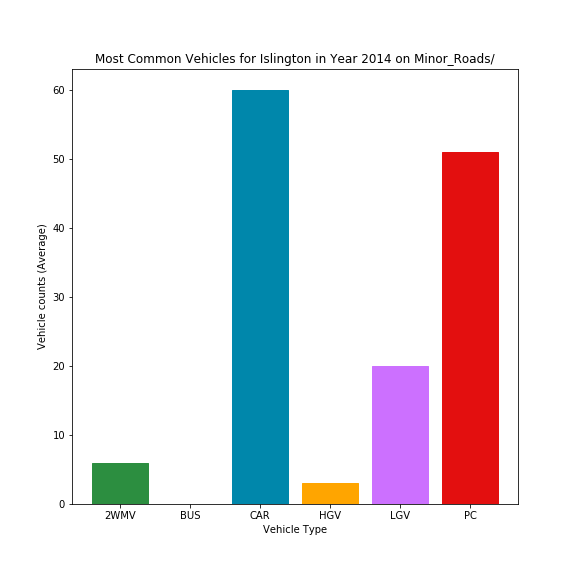 Most Common Vehicles for Islington in Year 2014 on Minor_Roads/
60
50
40
30
20
10
0
Vehicle counts (Average)
2WMV BUS CAR HGV LGV PC
Vehicle Type